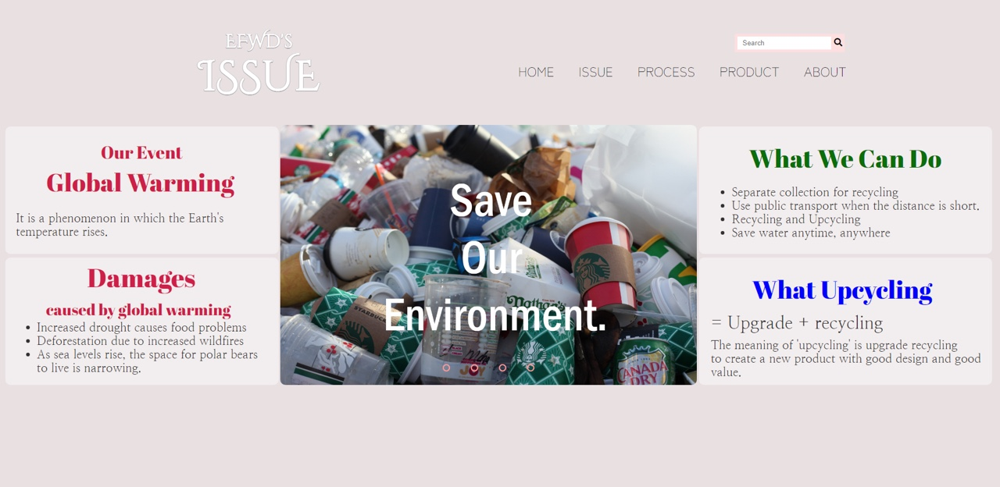 EFWD'S
ISSUE
Search
HOME ISSUE PROCESS PRODUCT ABOUT
Our Event
Global Warming
It is a phenomenon in which the Earth's
temperature rises.
Damages
caused by global warming
• Increased drought causes food problems
• Deforestation due to increased wildfires
• As sea levels rise, the space for polar bears
to live is narrowing.
Save
Our
Environment.
STARBUCKS
Nathan's
JOY
CANADA
DRY
What We Can Do
• Separate collection for recycling
• Use public transport when the distance is short.
• Recycling and Upcycling
• Save water anytime, anywhere
What Upcycling
= Upgrade + recycling
The meaning of 'upcycling' is upgrade recycling
to create a new product with good design and good
value.